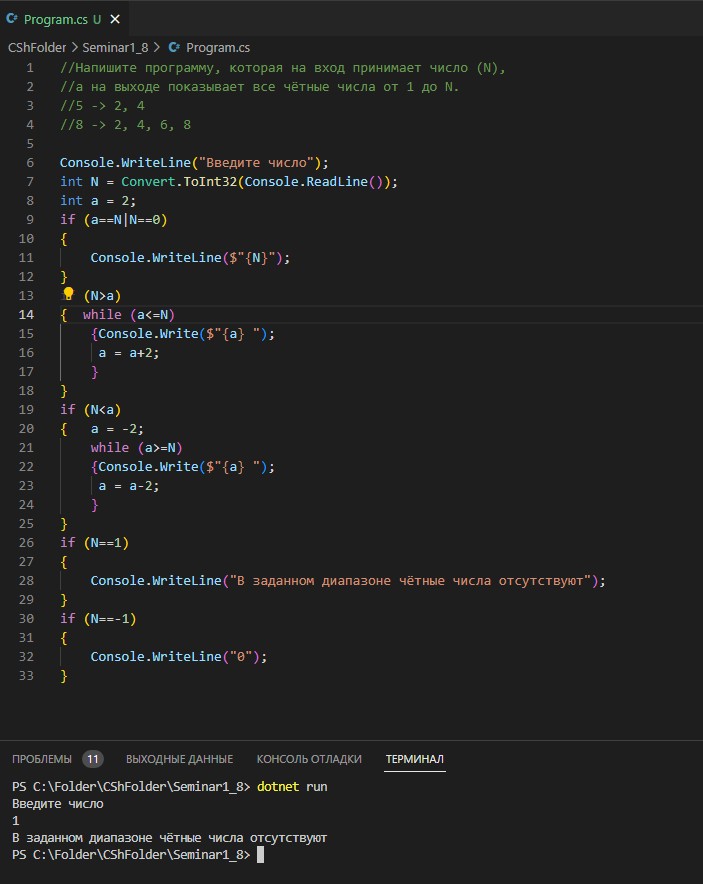 Program.cs U
CShFolder > Seminar1_8 > Program.cs
1 //Напишите программу, которая на вход принимает число (N),
2 //а на выходе показывает все чётные числа от 1 до N.
3 //5 -> 2, 4
4 //8 -> 2, 4, 6, 8
5
6 Console.WriteLine("Введите число");
7 int N = Convert.ToInt32(Console.ReadLine());
8 int a = 2;
9 if (a==N|N==0)
10 {
11     Console.WriteLine($"{N}");
12 }
13 (N>a)
14 {  while (a<=N)
15     {Console.Write($"{a} ");
16      a = a+2;
17     }
18 }
19 if (N<a)
20 {   a = -2;
21     while (a>=N)
22     {Console.Write($"{a} ");
23      a = a-2;
24     }
25 }
26 if (N==1)
27 {
28     Console.WriteLine("В заданном диапазоне чётные числа отсутствуют");
29 }
30 if (N==-1)
31 {
32     Console.WriteLine("0");
33 }
ПРОБЛЕМЫ 11 ВЫХОДНЫЕ ДАННЫЕ КОНСОЛЬ ОТЛАДКИ ТЕРМИНАЛ
PS C:\Folder\CShFolder\Seminar1_8> dotnet run
Введите число
1
В заданном диапазоне чётные числа отсутствуют
PS C:\Folder\CShFolder\Seminar1_8>